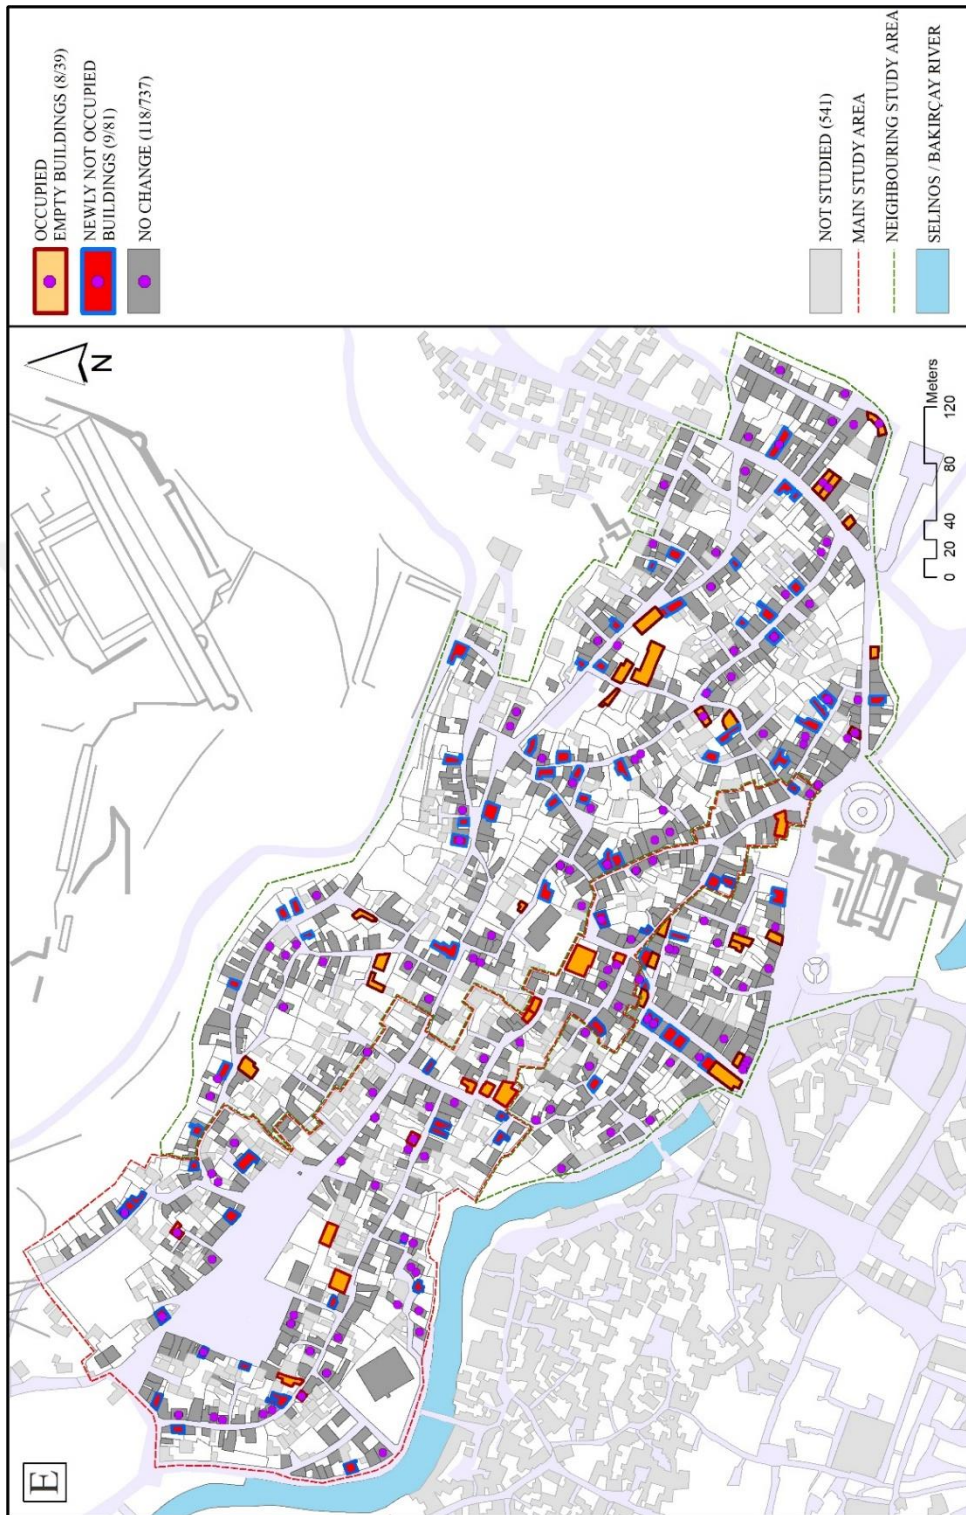 E
N
0 20 40 80 120
Meters
OCCUPIED
EMPTY BUILDINGS (8/39)
NEWLY NOT OCCUPIED
BUILDINGS (9/81)
NO CHANGE (118/737)
NOT STUDIED (541)
MAIN STUDY AREA
NEIGHBOURING STUDY AREA
SELINOS / BAKIRÇAY RIVER